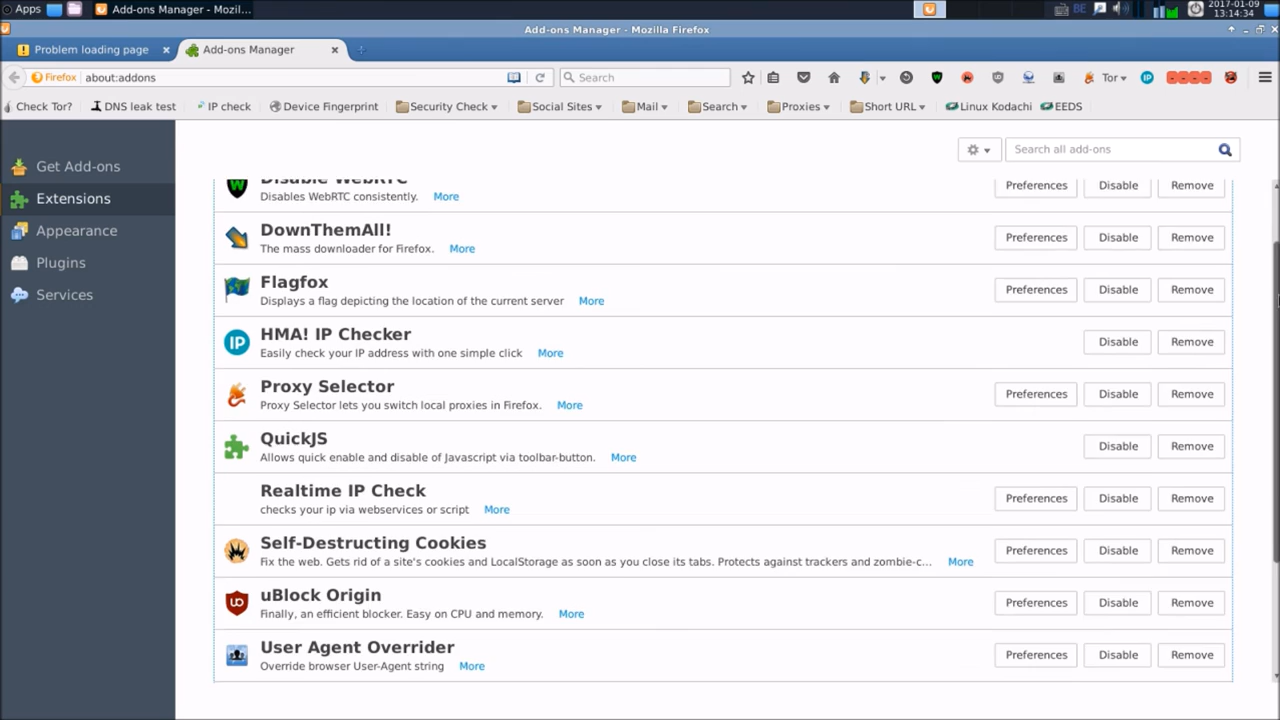 Apps
Add-ons Manager - Mozil...
BE
2017-01-09
13:14:34
Add-ons Manager - Mozilla Firefox
Problem loading page
Add-ons Manager
Firefox
about:addons
Search
Tor
IP
Check Tor?
DNS leak test
IP check
Device Fingerprint
Security Check
Social Sites
Mail
Search
Proxies
Short URL
Linux Kodachi
EEDS
Get Add-ons
Extensions
Appearance
Plugins
Services
Search all add-ons
Disable WebRTC
Disables WebRTC consistently. More
Preferences Disable Remove
DownThemAll!
The mass downloader for Firefox. More
Preferences Disable Remove
Flagfox
Displays a flag depicting the location of the current server More
Preferences Disable Remove
IP
HMA! IP Checker
Easily check your IP address with one simple click More
Disable Remove
Proxy Selector
Proxy Selector lets you switch local proxies in Firefox. More
Preferences Disable Remove
QuickJS
Allows quick enable and disable of Javascript via toolbar-button. More
Disable Remove
Realtime IP Check
checks your ip via webservices or script More
Preferences Disable Remove
Self-Destructing Cookies
Fix the web. Gets rid of a site's cookies and LocalStorage as soon as you close its tabs. Protects against trackers and zombie-c... More
Preferences Disable Remove
uBlock Origin
Finally, an efficient blocker. Easy on CPU and memory. More
Preferences Disable Remove
User Agent Overrider
Override browser User-Agent string More
Preferences Disable Remove